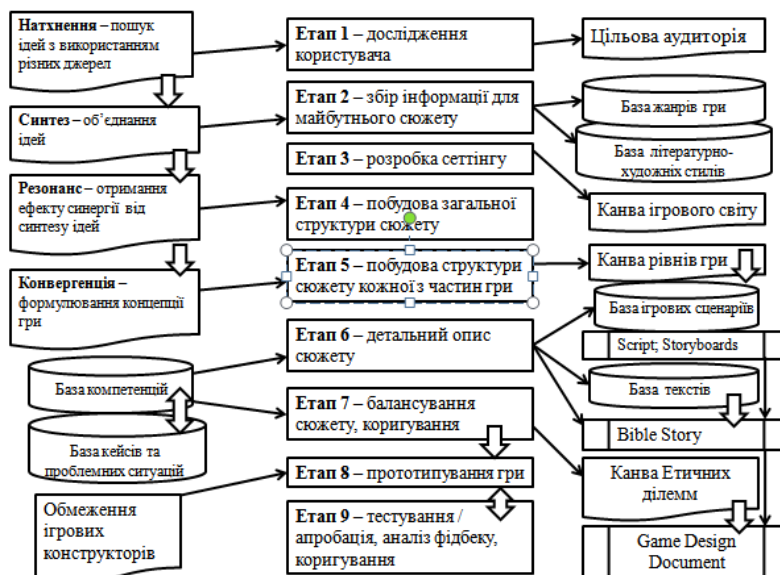 Натхнення – пошук
ідей з використанням
різних джерел
Синтез – об’єднання
ідей
Резонанс – отримання
ефекту синергії від
синтезу ідей
Конвергенція –
формулювання концепції
гри
База компетенцій
База кейсів та
проблемних ситуацій
Обмеження
ігрових
конструкторів
Етап 1 – дослідження
користувача
Етап 2 – збір інформації для
майбутнього сюжету
Етап 3 – розробка сеттінгу
Етап 4 – побудова загальної
структури сюжету
Етап 5 – побудова структури
сюжету кожної з частин гри
Етап 6 – детальний опис
сюжету
Етап 7 – балансування
сюжету, коригування
Етап 8 – прототипування гри
Етап 9 – тестування /
апробація, аналіз фідбеку,
коригування
Цільова аудиторія
База жанрів гри
База літературно-
художніх стилів
Канва ігрового світу
Канва рівнів гри
База ігрових сценаріїв
Script; Storyboards
База текстів
Bible Story
Канва Етичних
ділемм
Game Design
Document